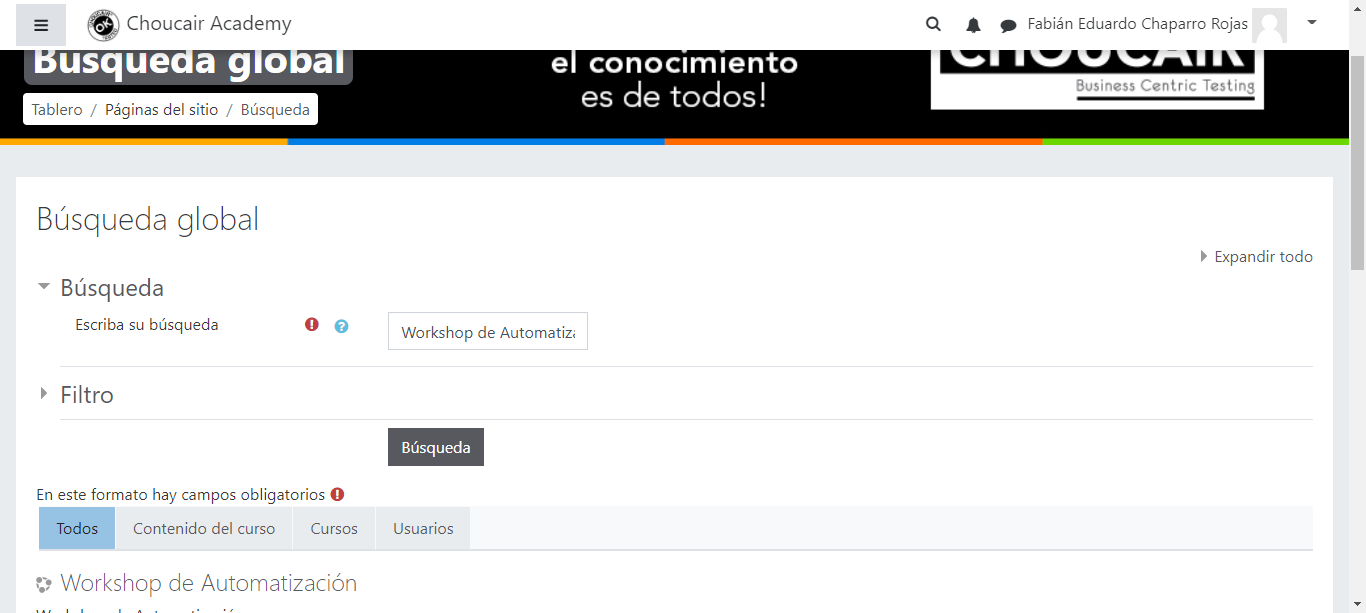 Choucair Academy
Fabián Eduardo Chaparro Rojas
Búsqueda global
el conocimiento
es de todos!
CHOUCAIR
Business Centric Testing
Tablero / Páginas del sitio / Búsqueda
Búsqueda global
Expandir todo
Búsqueda
Escriba su búsqueda
Workshop de Automatiza
Filtro
Búsqueda
En este formato hay campos obligatorios
Todos
Contenido del curso
Cursos
Usuarios
Workshop de Automatización